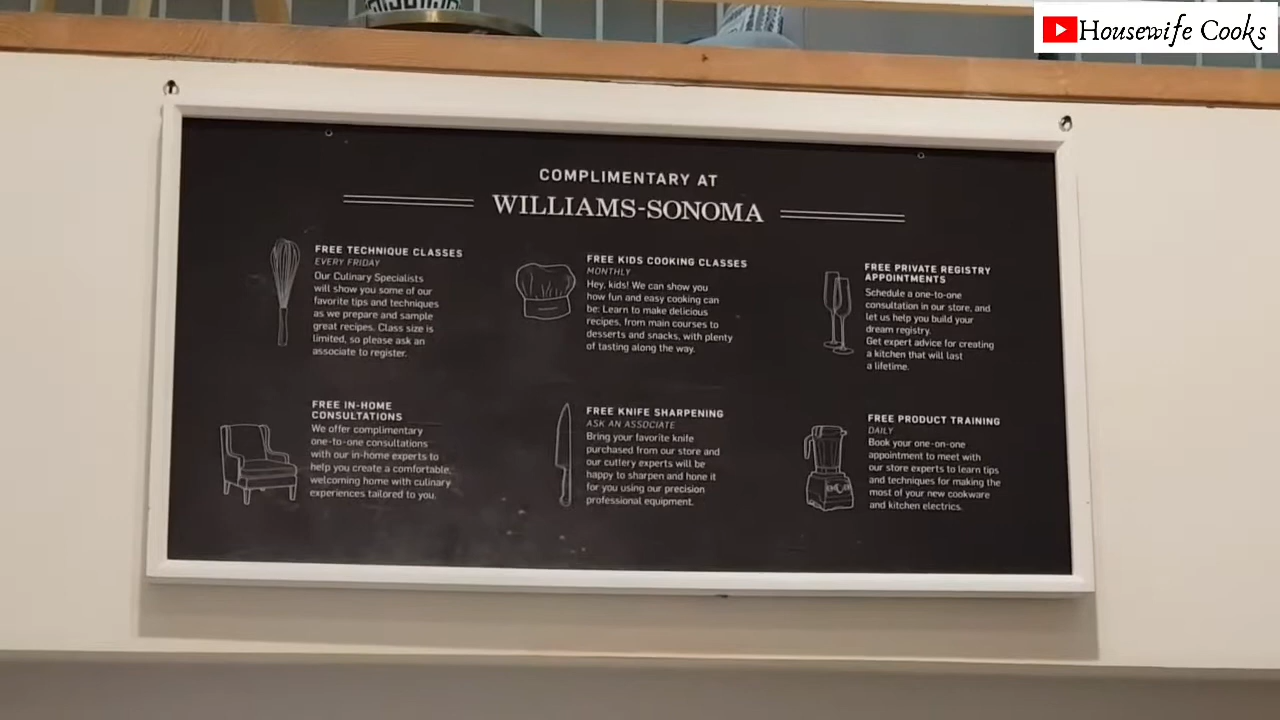 Housewife Cooks
COMPLIMENTARY AT
WILLIAMS-SONOMA
FREE TECHNIQUE CLASSES
EVERY FRIDAY
Our Culinary Specialists
will show you some of our
favorite tips and techniques
as we prepare and sample
great recipes. Class size is
limited, so please ask an
associate to register.
FREE KIDS COOKING CLASSES
MONTHLY
Hey, kids! We can show you
how fun and easy cooking can
be: Learn to make delicious
recipes, from main courses to
desserts and snacks, with plenty
of tasting along the way.
FREE PRIVATE REGISTRY
APPOINTMENTS
Schedule a one-to-one
consultation in our store, and
let us help you build your
dream registry.
Get expert advice for creating
a kitchen that will last
a lifetime.
FREE IN-HOME
CONSULTATIONS
We offer complimentary
one-to-one consultations
with our in-home experts to
help you create a comfortable,
welcoming home with culinary
experiences tailored to you.
FREE KNIFE SHARPENING
ASK AN ASSOCIATE
Bring your favorite knife
purchased from our store and
our cutlery experts will be
happy to sharpen and hone it
for you using our precision
professional equipment.
FREE PRODUCT TRAINING
DAILY
Book your one-on-one
appointment to meet with
our store experts to learn tips
and techniques for making the
most of your new cookware
and kitchen electrics.